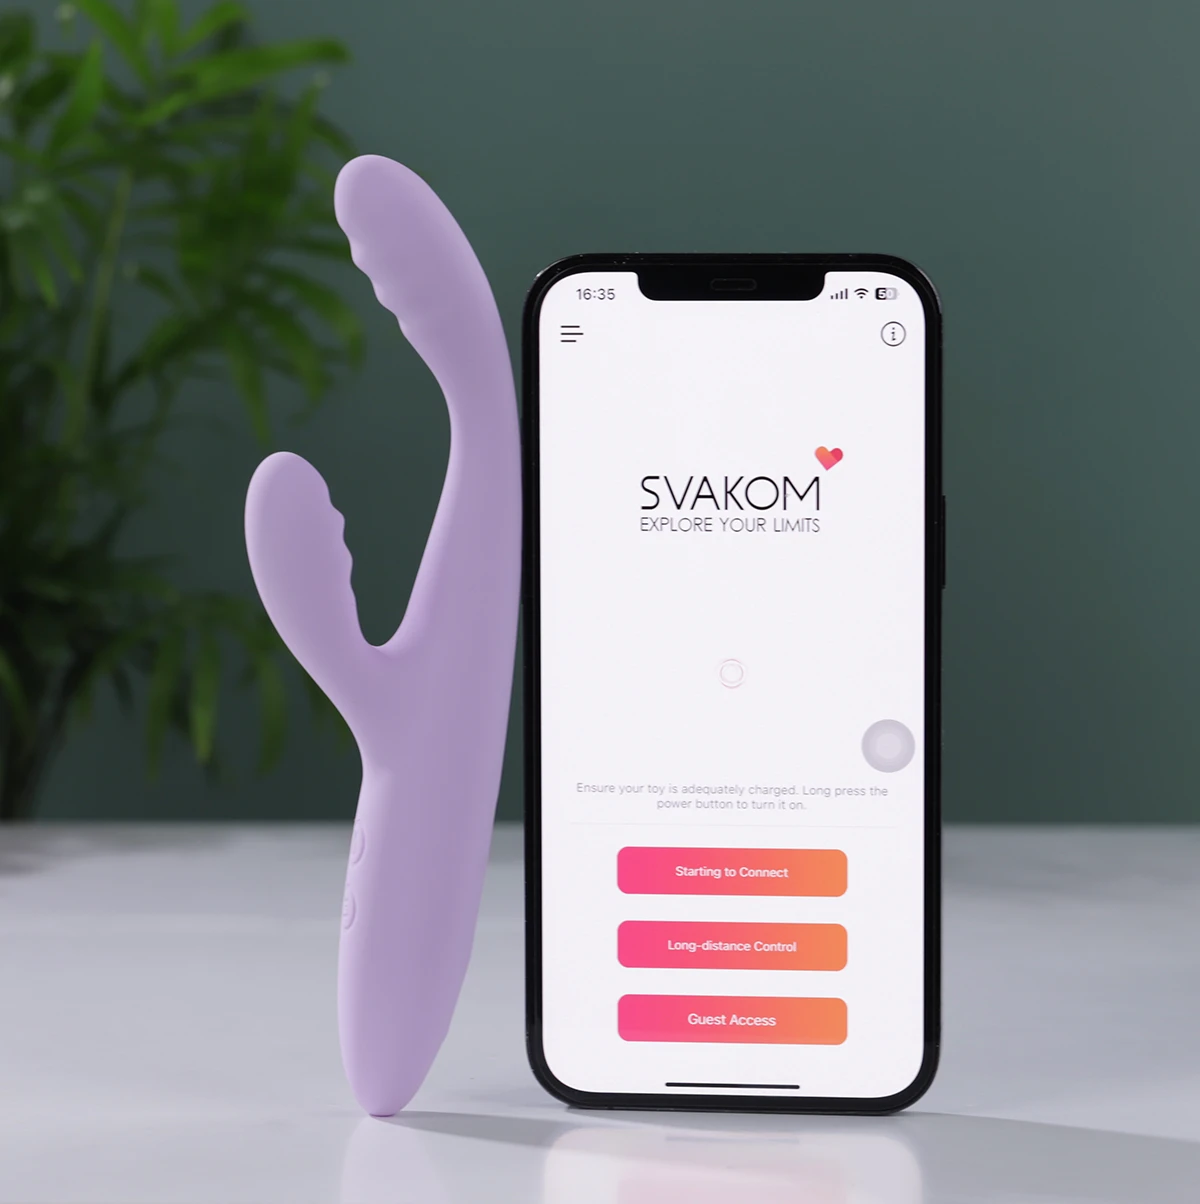 16:35
50
SVAKOM
EXPLORE YOUR LIMITS
Ensure your toy is adequately charged. Long press the
power button to turn it on.
Starting to Connect
Long-distance Control
Guest Access